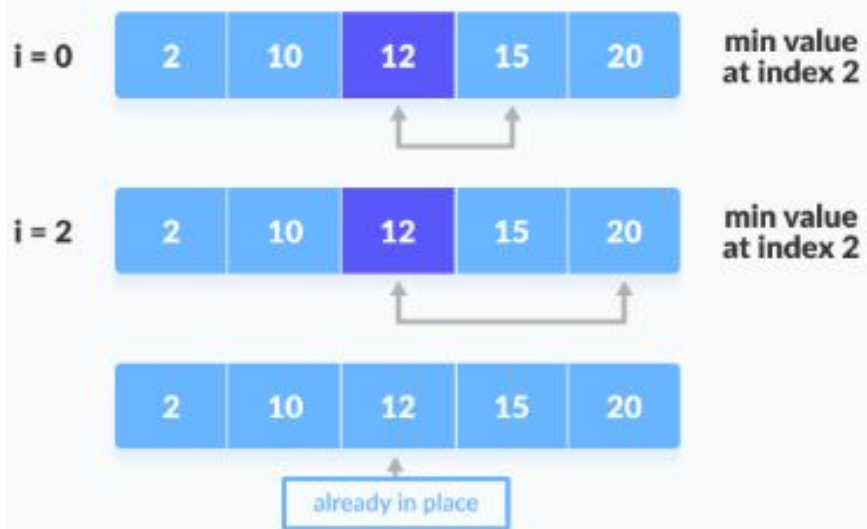 i = 0 2 10 12 15 20 min value
at index 2
i = 2 2 10 12 15 20 min value
at index 2
2 10 12 15 20
already in place